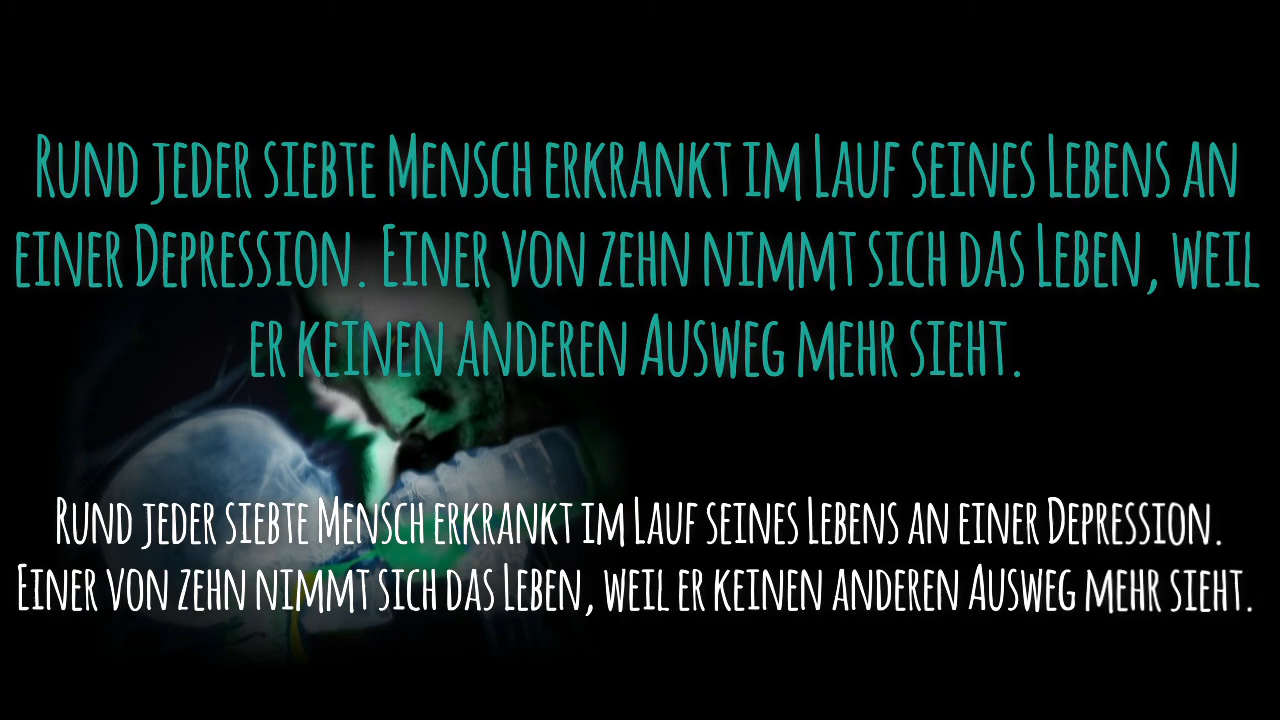 Rund jeder siebte Mensch erkrankt im Lauf seines Lebens an
einer Depression. Einer von zehn nimmt sich das Leben, weil
er keinen anderen Ausweg mehr sieht.
Rund jeder siebte Mensch erkrankt im Lauf seines Lebens an einer Depression.
Einer von zehn nimmt sich das Leben, weil er keinen anderen Ausweg mehr sieht.